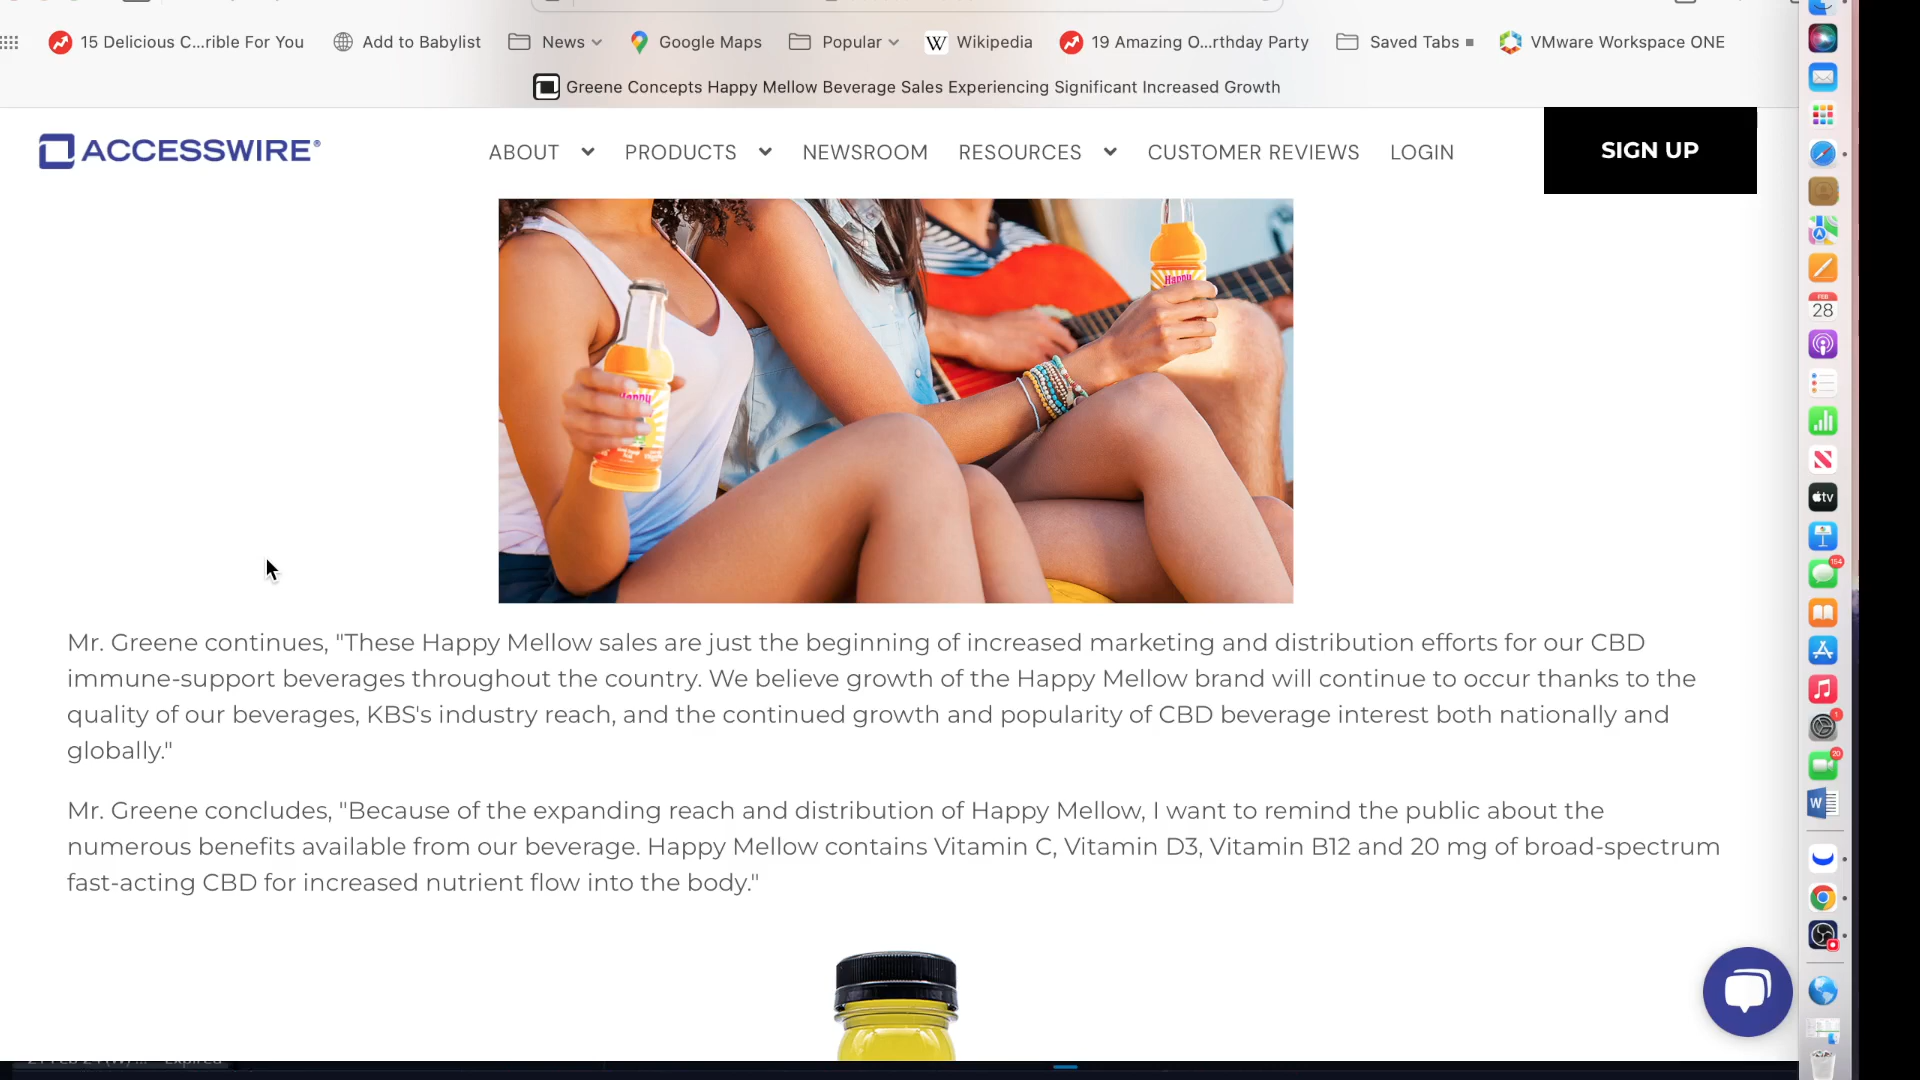 15 Delicious C...rible For You
Add to Babylist
News
Google Maps
Popular
Wikipedia
19 Amazing O...rthday Party
Saved Tabs
VMware Workspace ONE
Greene Concepts Happy Mellow Beverage Sales Experiencing Significant Increased Growth
ACCESSWIRE®
ABOUT
PRODUCTS
NEWSROOM
RESOURCES
CUSTOMER REVIEWS
LOGIN
SIGN UP
Happy
Happy
Mr. Greene continues, "These Happy Mellow sales are just the beginning of increased marketing and distribution efforts for our CBD
immune-support beverages throughout the country. We believe growth of the Happy Mellow brand will continue to occur thanks to the
quality of our beverages, KBS's industry reach, and the continued growth and popularity of CBD beverage interest both nationally and
globally."
Mr. Greene concludes, "Because of the expanding reach and distribution of Happy Mellow, I want to remind the public about the
numerous benefits available from our beverage. Happy Mellow contains Vitamin C, Vitamin D3, Vitamin B12 and 20 mg of broad-spectrum
fast-acting CBD for increased nutrient flow into the body."
FEB
28
tv
154
1
20
W